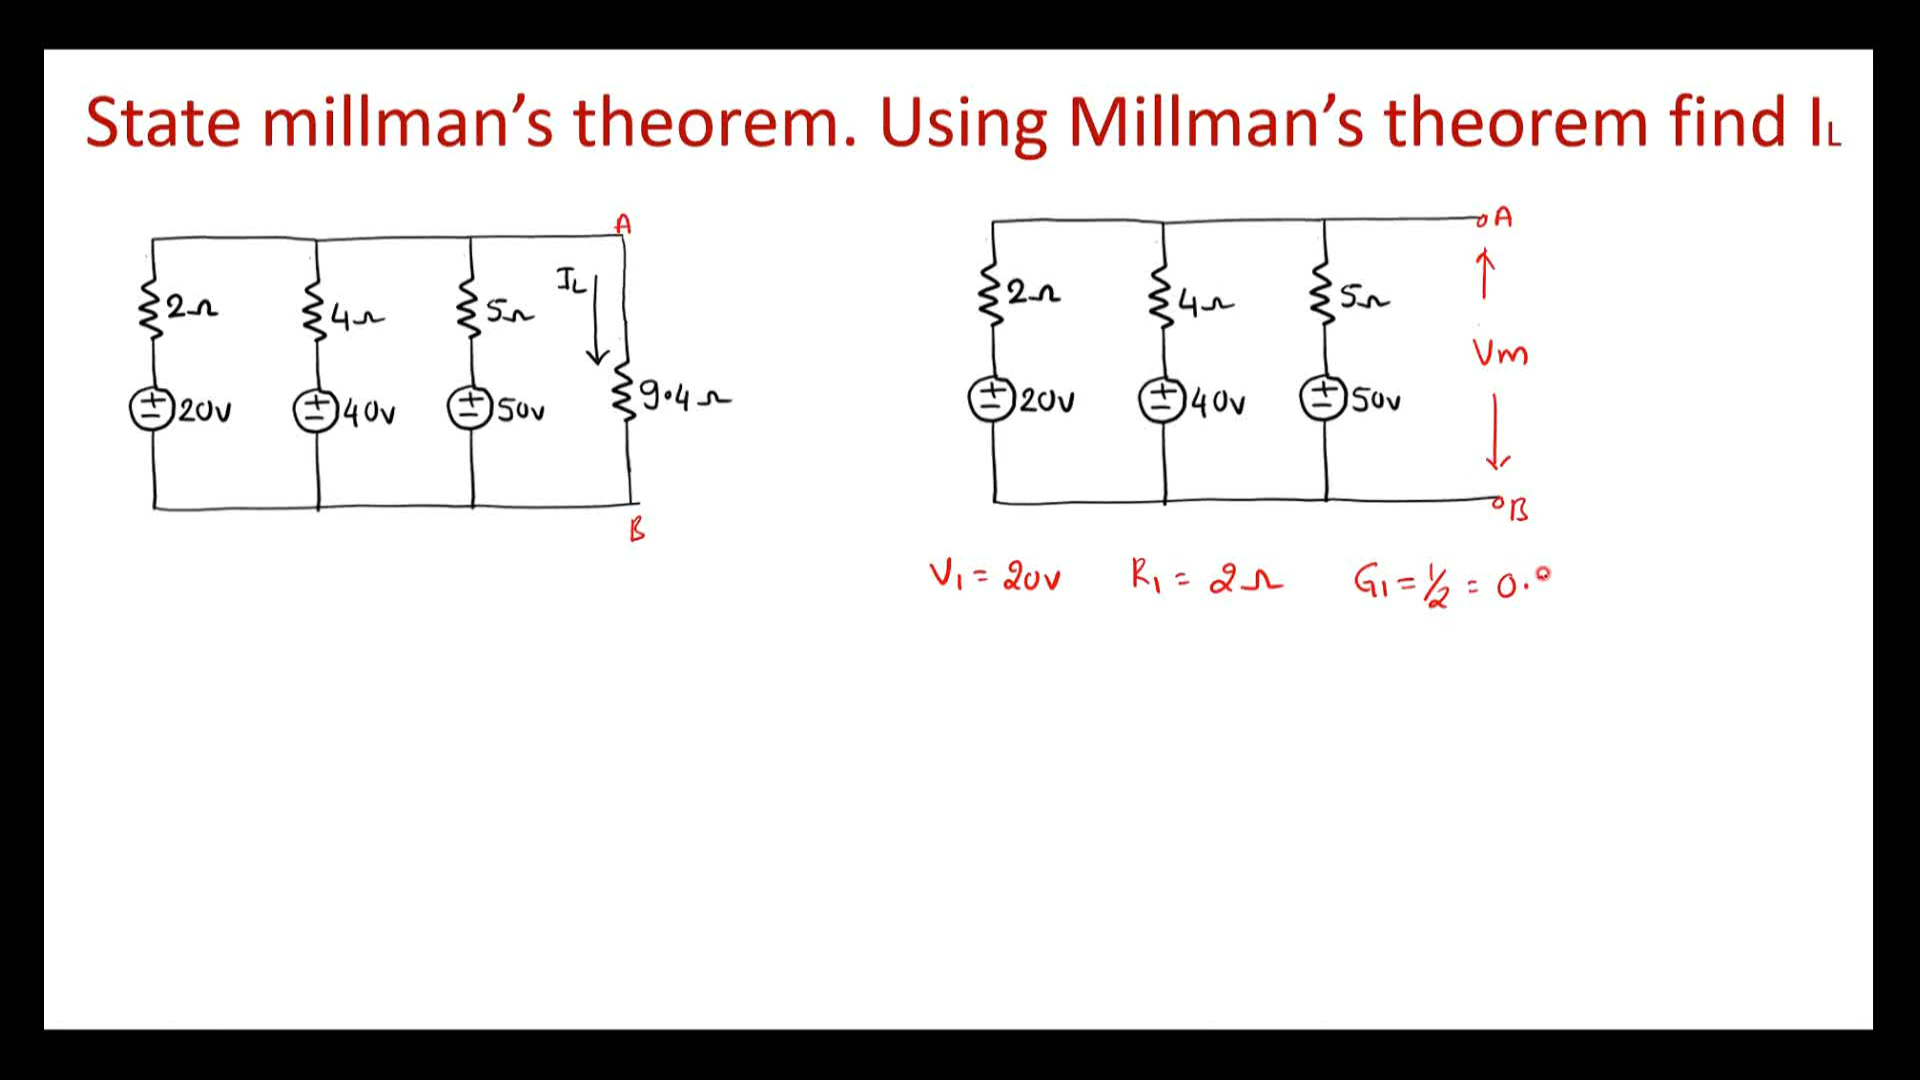 State millman's theorem. Using Millman's theorem find IL
A
IL
2Ω
4Ω
5Ω
9.4Ω
20v
40v
50v
B
A
2Ω
4Ω
5Ω
Vm
20v
40v
50v
B
V1 = 20v R1 = 2Ω G1 = 1/2 = 0.